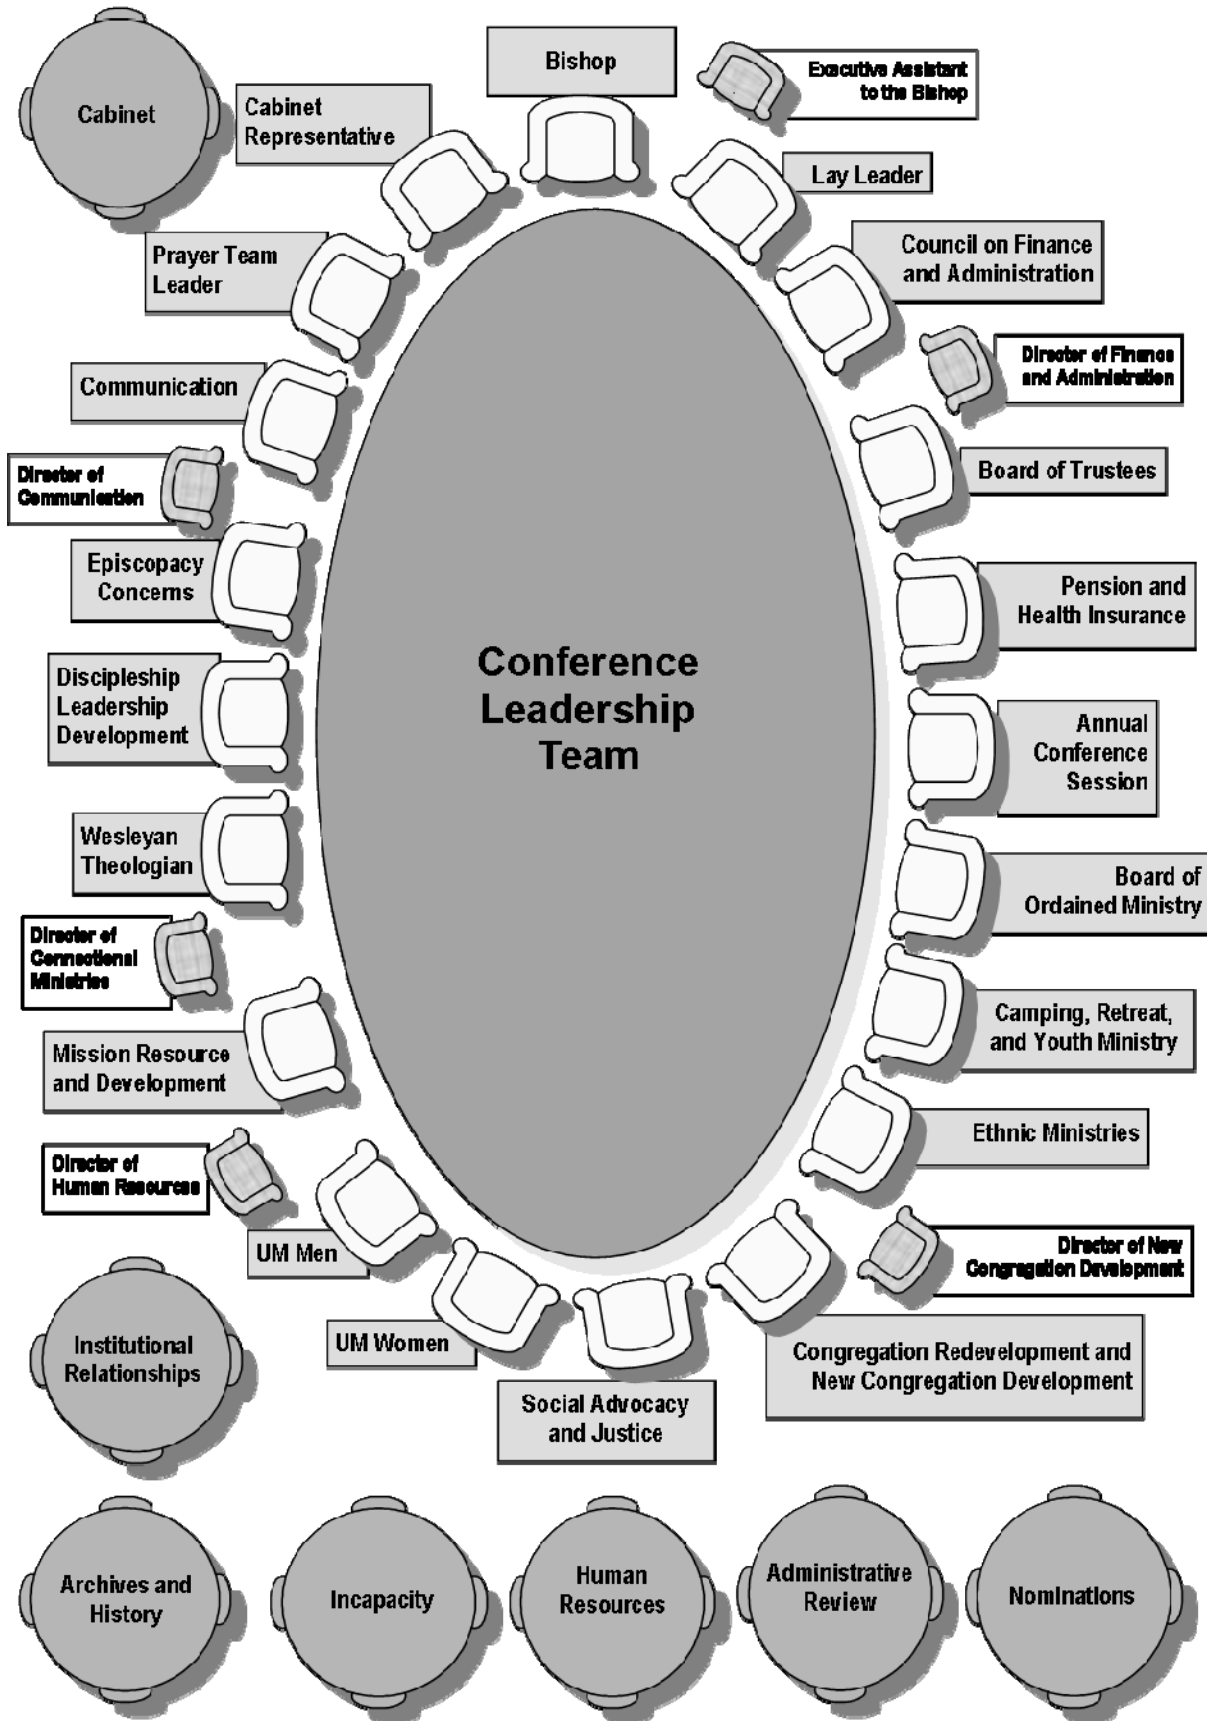 Bishop
Executive Assistant
to the Bishop
Cabinet
Cabinet
Representative
Lay Leader
Prayer Team
Leader
Council on Finance
and Administration
Director of Finance
and Administration
Communication
Board of Trustees
Director of
Communication
Episcopacy
Concerns
Pension and
Health Insurance
Conference
Leadership
Team
Discipleship
Leadership
Development
Annual
Conference
Session
Wesleyan
Theologian
Board of
Ordained Ministry
Director of
Connectional
Ministries
Camping, Retreat,
and Youth Ministry
Mission Resource
and Development
Ethnic Ministries
Director of
Human Resources
UM Men
Director of New
Congregation Development
UM Women
Congregation Redevelopment and
New Congregation Development
Institutional
Relationships
Social Advocacy
and Justice
Archives and
History
Incapacity
Human
Resources
Administrative
Review
Nominations